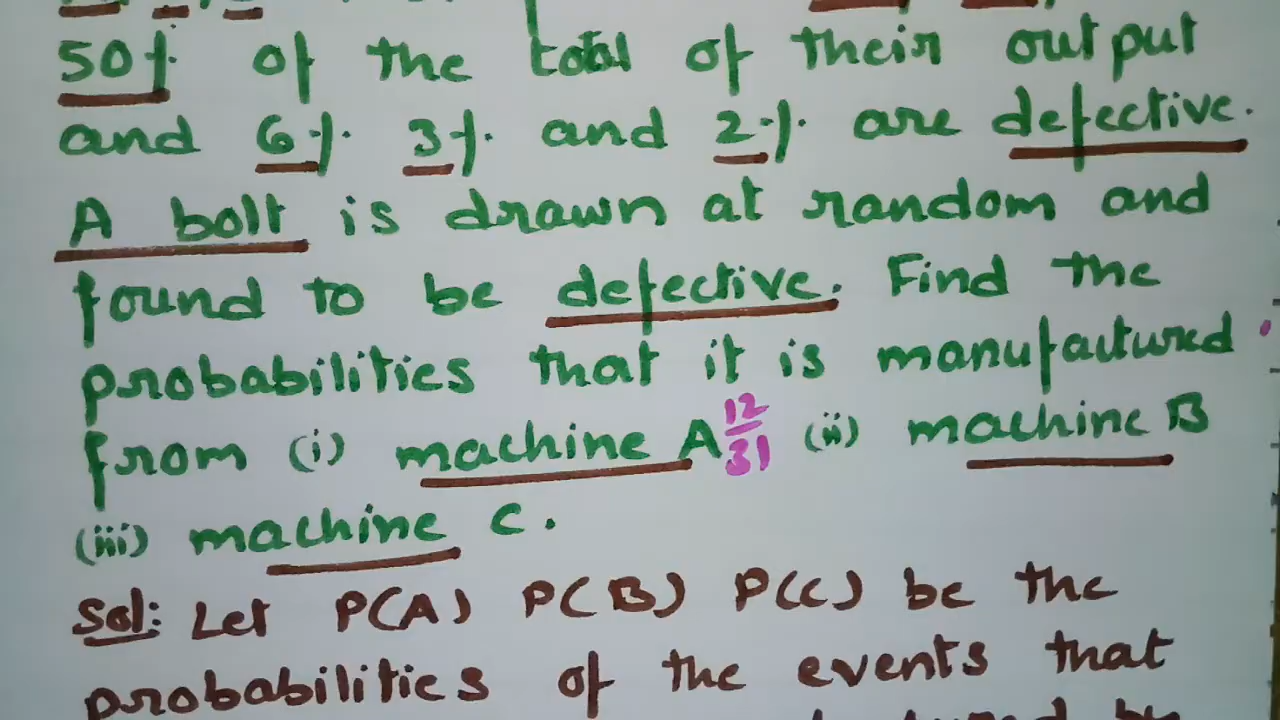 50% of the total of their output
and 6% 3% and 2% are defective.
A bolt is drawn at random and
found to be defective. Find the
probabilities that it is manufactured
from (i) machine A 12/31 (ii) machine B
(iii) machine C.
Sol: Let P(A) P(B) P(C) be the
probabilities of the events that